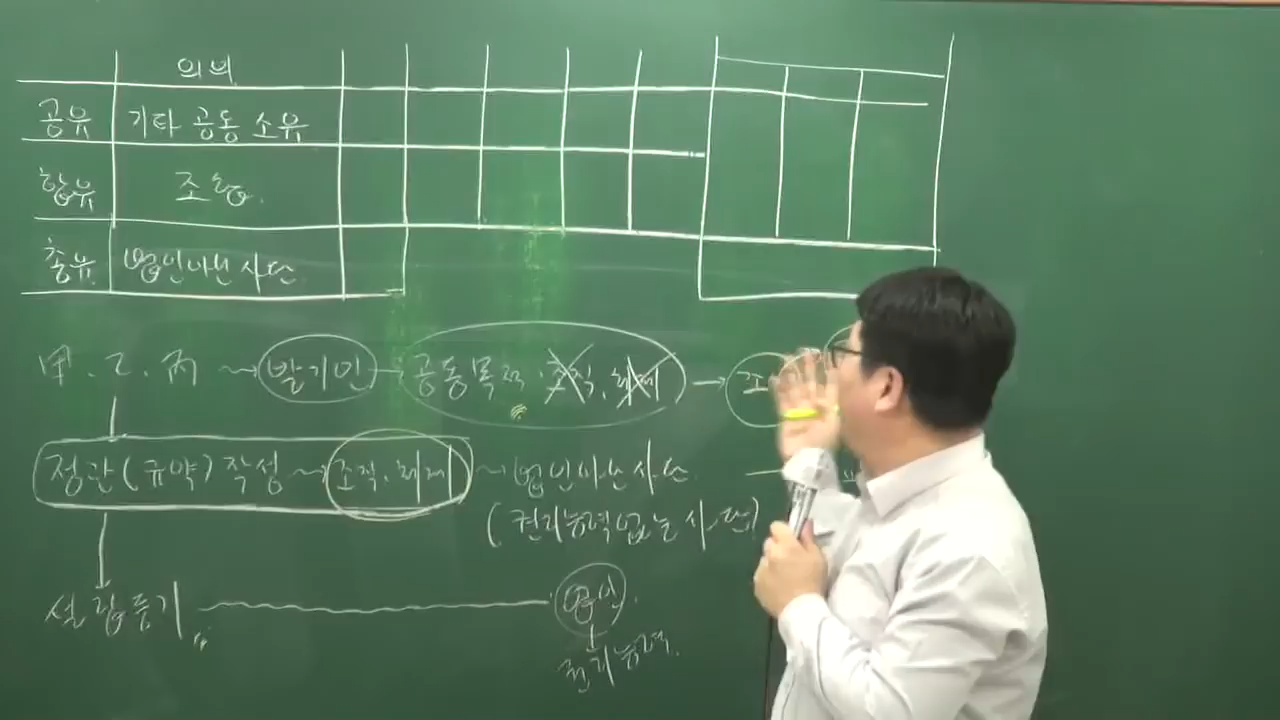 의의
공유 기타 공동 소유
합유 조합.
총유 법인아닌 사단
甲. 乙. 丙 ~ 발기인 공동목적. 조직, 체계 → 조
정관(규약) 작성 ~ 조직. 체계 ~ 법인아닌사단.
(권리능력없는 사단)
설립등기 법인.
권리능력.